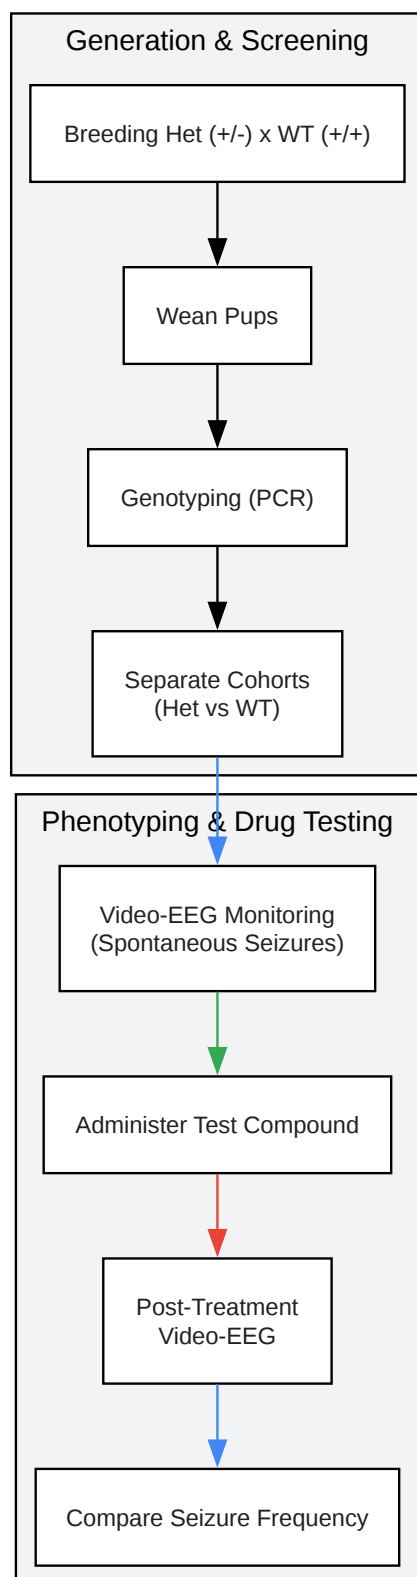 Generation & Screening
Breeding Het (+/-) x WT (+/+)
Wean Pups
Genotyping (PCR)
Separate Cohorts
(Het vs WT)
Phenotyping & Drug Testing
Video-EEG Monitoring
(Spontaneous Seizures)
Administer Test Compound
Post-Treatment
Video-EEG
Compare Seizure Frequency